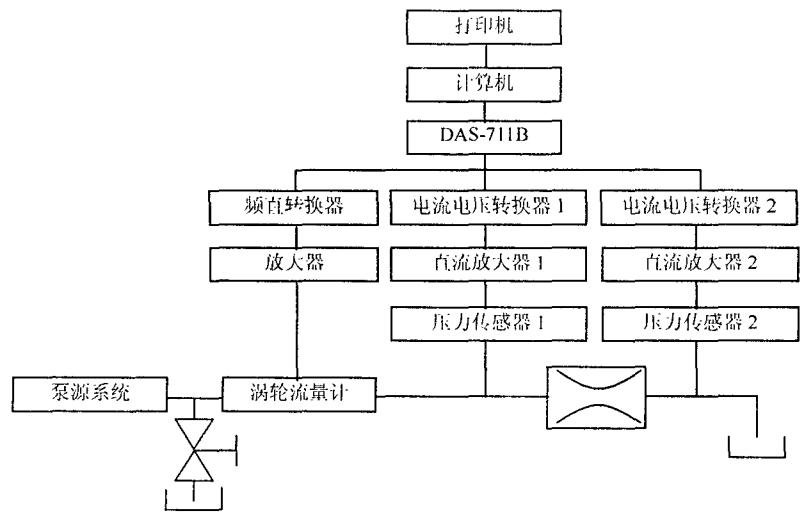 打印机
计算机
DAS-711B
频直转换器
电流电压转换器 1
电流电压转换器 2
放大器
直流放大器 1
直流放大器 2
压力传感器 1
压力传感器 2
泵源系统
涡轮流量计